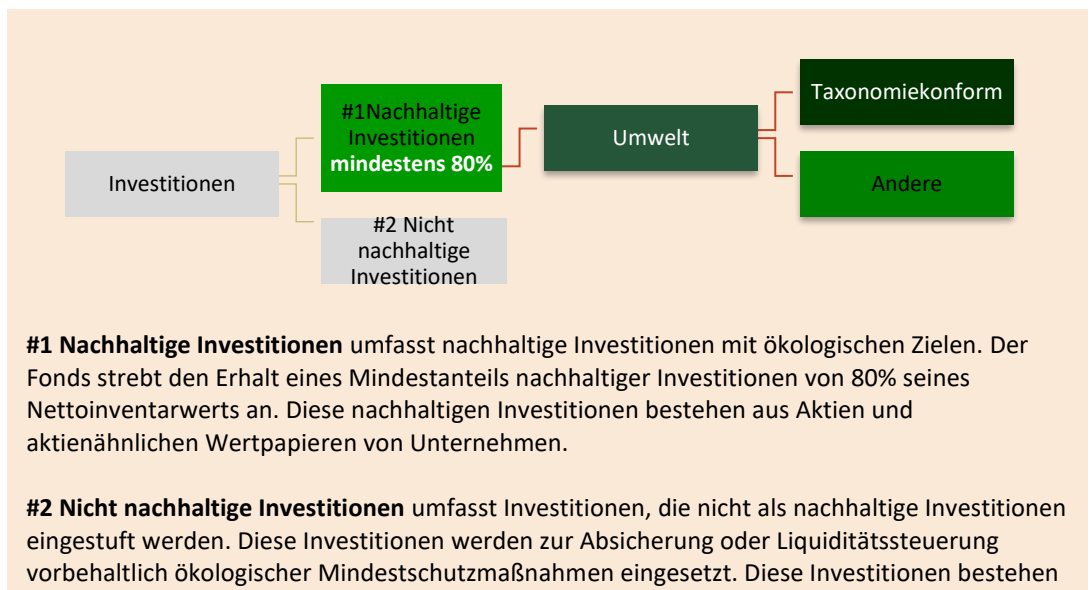 Investitionen
#1Nachhaltige
Investitionen
mindestens 80%
#2 Nicht
nachhaltige
Investitionen
Umwelt
Taxonomiekonform
Andere
#1 Nachhaltige Investitionen umfasst nachhaltige Investitionen mit ökologischen Zielen. Der
Fonds strebt den Erhalt eines Mindestanteils nachhaltiger Investitionen von 80% seines
Nettoinventarwerts an. Diese nachhaltigen Investitionen bestehen aus Aktien und
aktienähnlichen Wertpapieren von Unternehmen.
#2 Nicht nachhaltige Investitionen umfasst Investitionen, die nicht als nachhaltige Investitionen
eingestuft werden. Diese Investitionen werden zur Absicherung oder Liquiditätssteuerung
vorbehaltlich ökologischer Mindestschutzmaßnahmen eingesetzt. Diese Investitionen bestehen